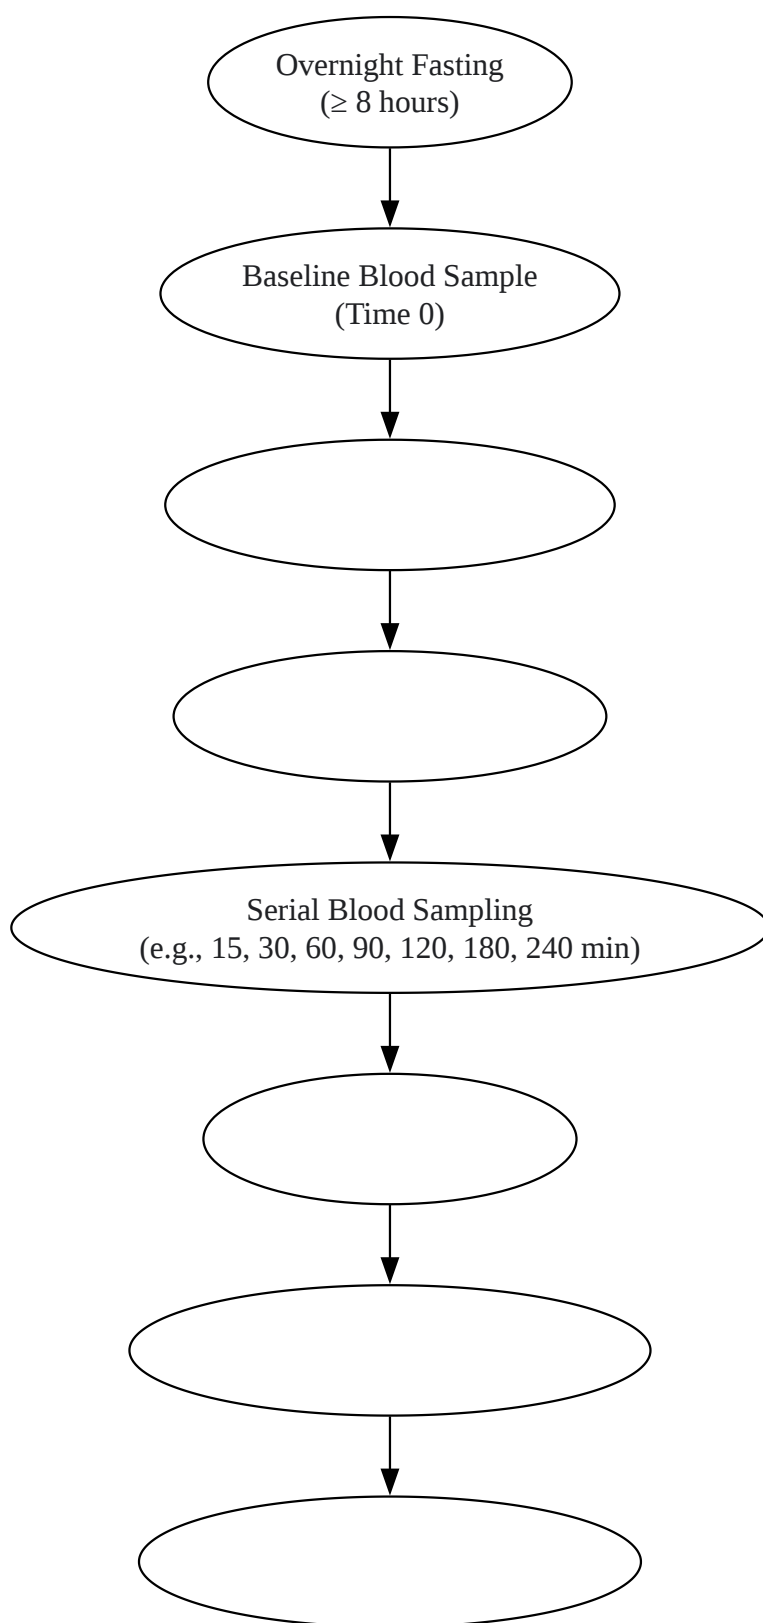 Overnight Fasting
(≥ 8 hours)
Baseline Blood Sample
(Time 0)
Serial Blood Sampling
(e.g., 15, 30, 60, 90, 120, 180, 240 min)